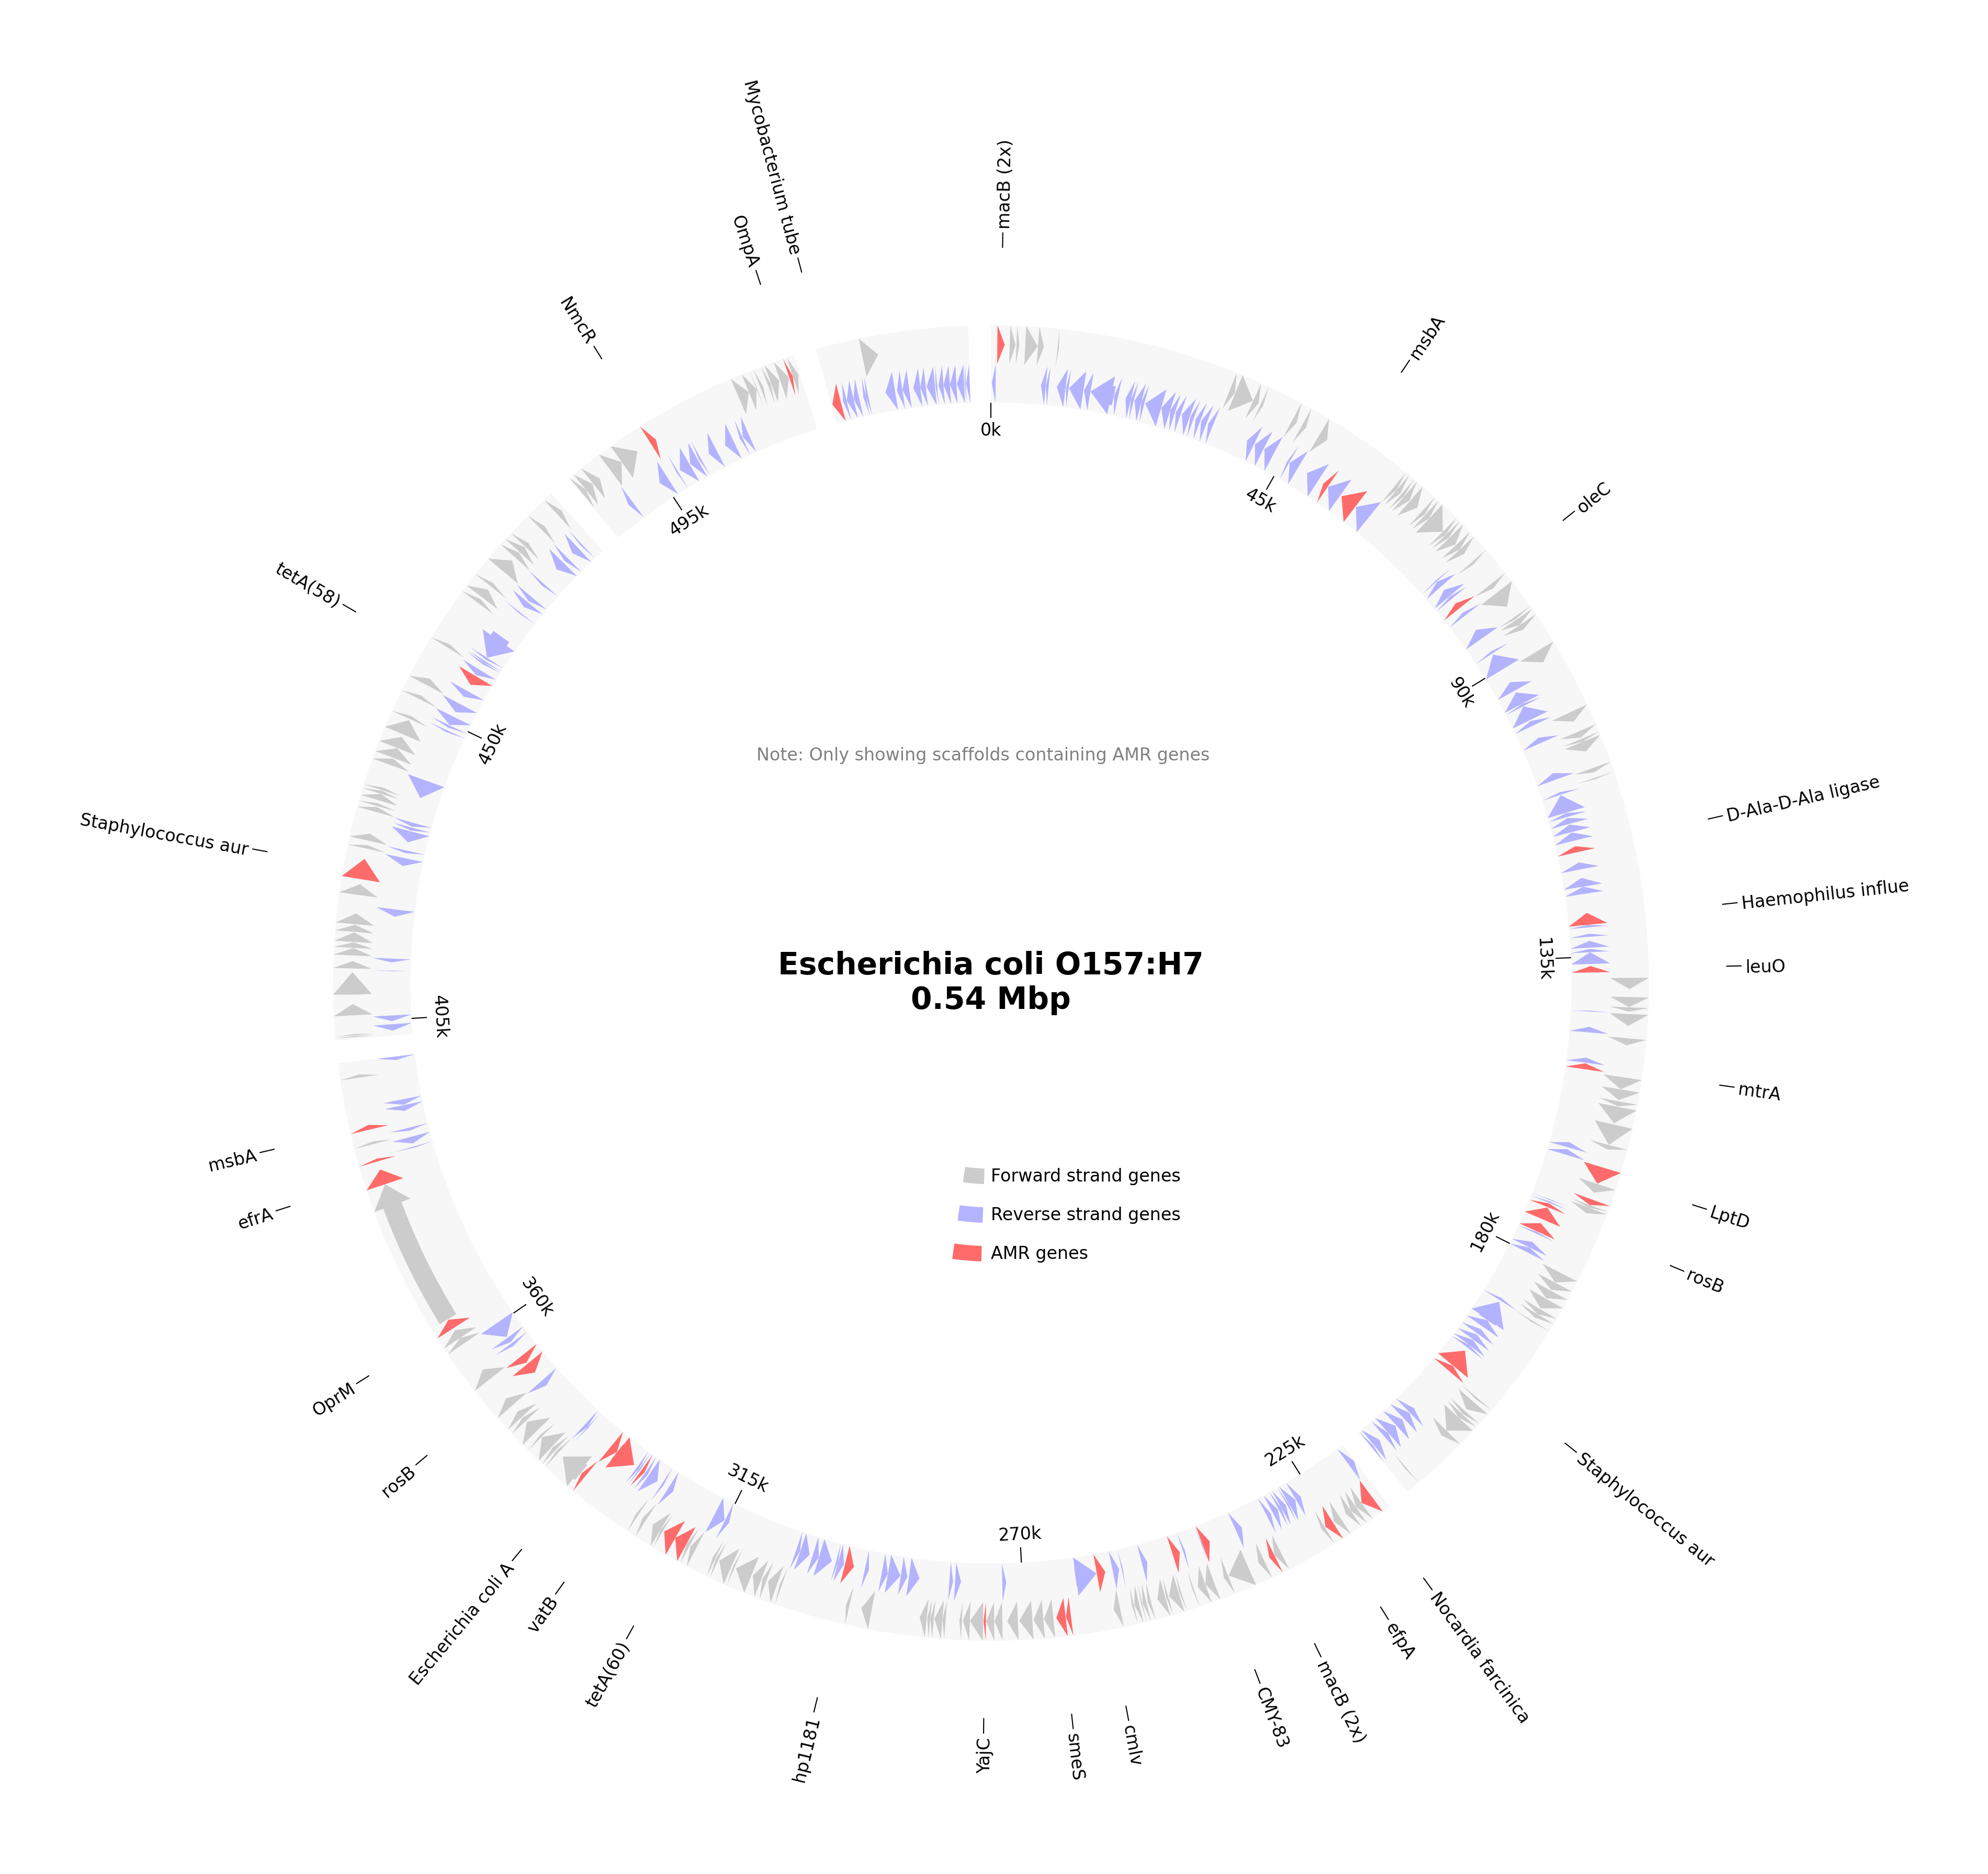 Mycobacterium tube
macB (2x)
OmpA
NmcR
msbA
oleC
tetA(58)
Staphylococcus aur
D-Ala-D-Ala ligase
Haemophilus influe
leuO
mtrA
LptD
rosB
Staphylococcus aur
Nocardia farcinica
efpA
macB (2x)
CMY-83
cmlv
smeS
YajC
hp1181
tetA(60)
vatB
Escherichia coli A
rosB
OprM
efrA
msbA
0k
45k
90k
135k
180k
225k
270k
315k
360k
405k
450k
495k
Note: Only showing scaffolds containing AMR genes
Escherichia coli O157:H7
0.54 Mbp
Forward strand genes
Reverse strand genes
AMR genes